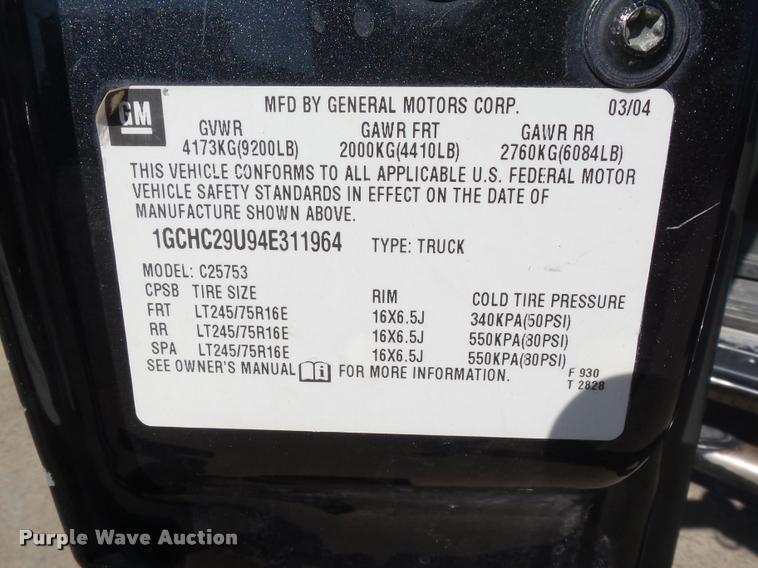 GM
MFD BY GENERAL MOTORS CORP. 03/04
GVWR GAWR FRT GAWR RR
4173KG(9200LB) 2000KG(4410LB) 2760KG(6084LB)
THIS VEHICLE CONFORMS TO ALL APPLICABLE U.S. FEDERAL MOTOR
VEHICLE SAFETY STANDARDS IN EFFECT ON THE DATE OF
MANUFACTURE SHOWN ABOVE.
1GCHC29U94E311964 TYPE: TRUCK
MODEL: C25753
CPSB TIRE SIZE RIM COLD TIRE PRESSURE
FRT LT245/75R16E 16X6.5J 340KPA(50PSI)
RR LT245/75R16E 16X6.5J 550KPA(80PSI)
SPA LT245/75R16E 16X6.5J 550KPA(80PSI)
SEE OWNER'S MANUAL FOR MORE INFORMATION. F 930
T 2828
Purple Wave Auction